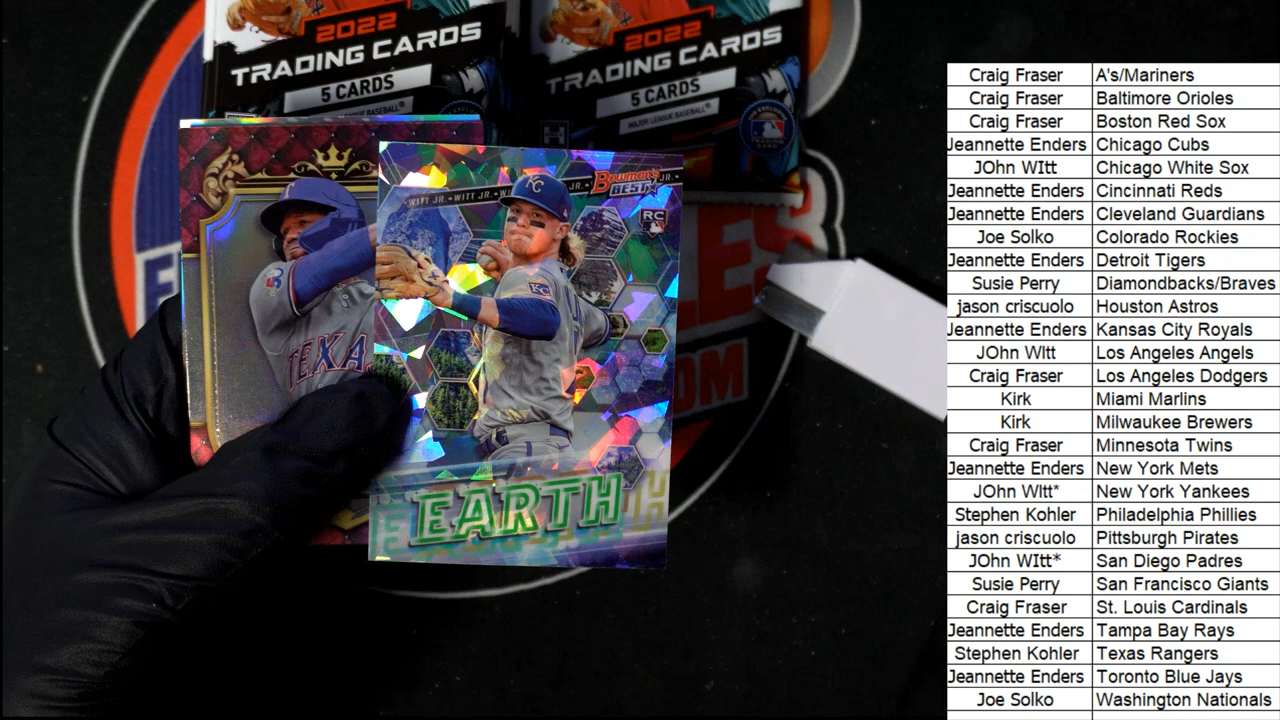 2022
TRADING CARDS
5 CARDS
2022
TRADING CARDS
5 CARDS
MAJOR LEAGUE BASEBALL
WITT JR. • WITT JR. •
Bowman's
BEST
JR. •
KC
RC
KC
TEXA
EARTH
OM
Craig Fraser A's/Mariners
Craig Fraser Baltimore Orioles
Craig Fraser Boston Red Sox
Jeannette Enders Chicago Cubs
JOhn WItt Chicago White Sox
Jeannette Enders Cincinnati Reds
Jeannette Enders Cleveland Guardians
Joe Solko Colorado Rockies
Jeannette Enders Detroit Tigers
Susie Perry Diamondbacks/Braves
jason criscuolo Houston Astros
Jeannette Enders Kansas City Royals
JOhn WItt Los Angeles Angels
Craig Fraser Los Angeles Dodgers
Kirk Miami Marlins
Kirk Milwaukee Brewers
Craig Fraser Minnesota Twins
Jeannette Enders New York Mets
JOhn WItt* New York Yankees
Stephen Kohler Philadelphia Phillies
jason criscuolo Pittsburgh Pirates
JOhn WItt* San Diego Padres
Susie Perry San Francisco Giants
Craig Fraser St. Louis Cardinals
Jeannette Enders Tampa Bay Rays
Stephen Kohler Texas Rangers
Jeannette Enders Toronto Blue Jays
Joe Solko Washington Nationals